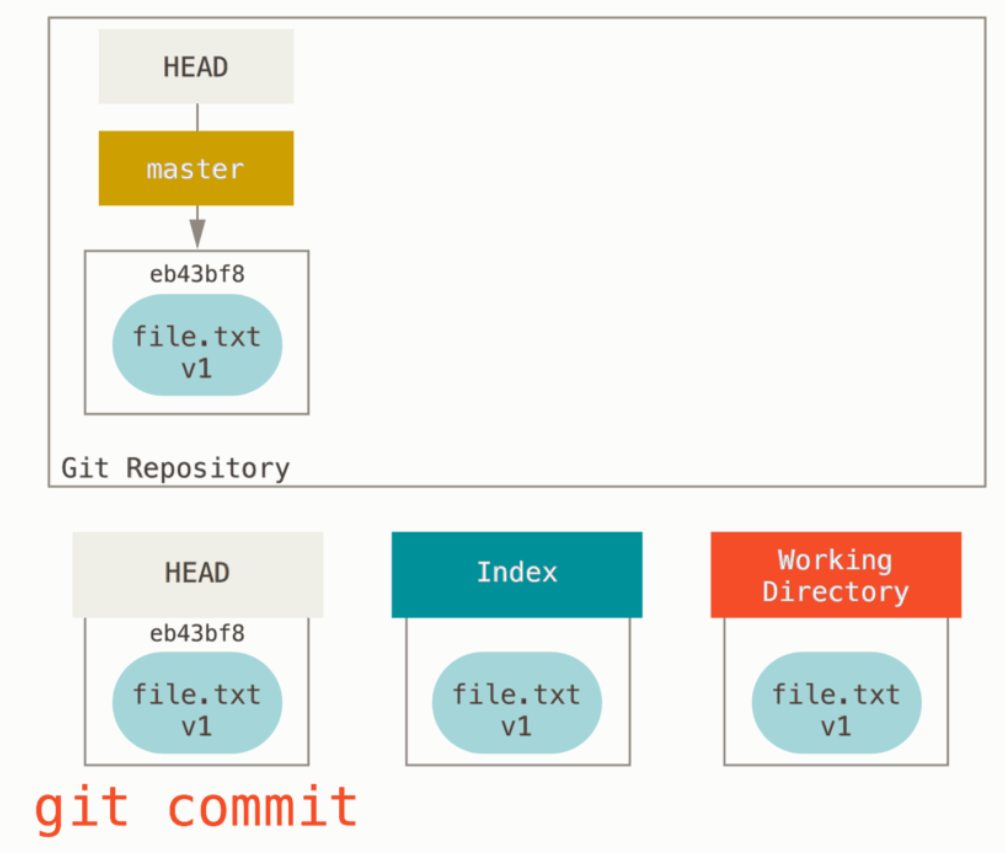 HEAD
master
eb43bf8
file.txt
v1
Git Repository
HEAD
eb43bf8
file.txt
v1
Index
file.txt
v1
Working
Directory
file.txt
v1
git commit